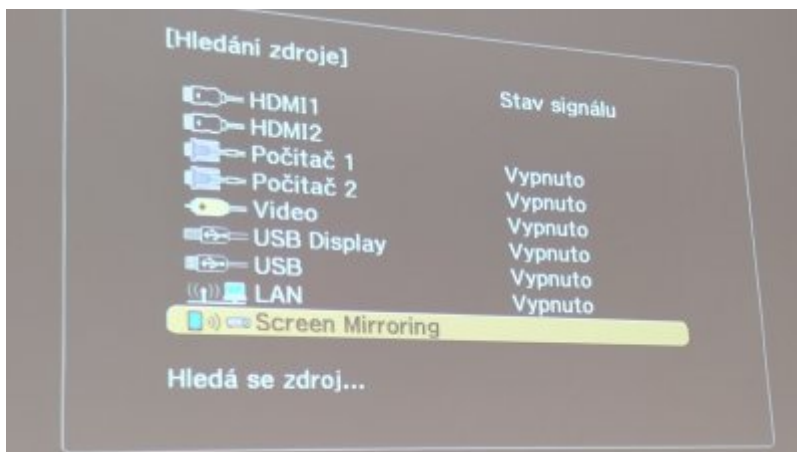 [Hledání zdroje]
Stav signálu
HDMI1
HDMI2
Počítač 1 Vypnuto
Počítač 2 Vypnuto
Video Vypnuto
USB Display Vypnuto
USB Vypnuto
LAN Vypnuto
Screen Mirroring
Hledá se zdroj...